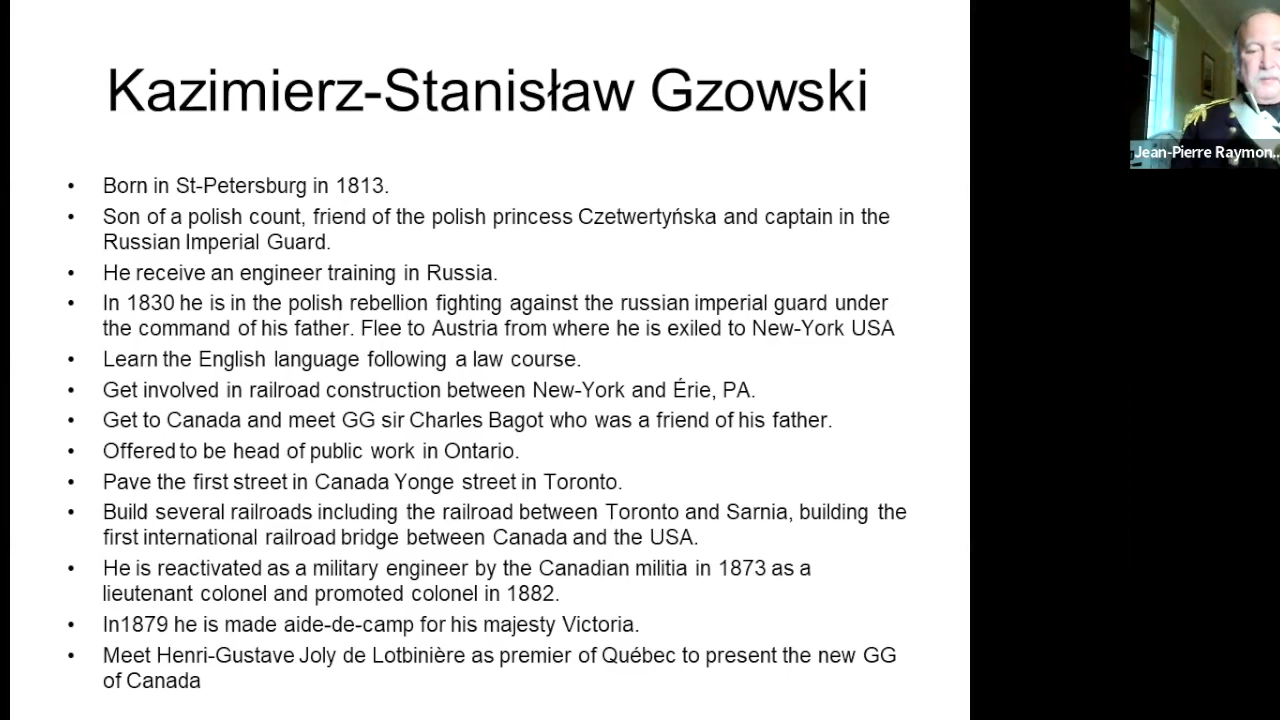 Kazimierz-Stanisław Gzowski
• Born in St-Petersburg in 1813.
• Son of a polish count, friend of the polish princess Czetwertyńska and captain in the
Russian Imperial Guard.
• He receive an engineer training in Russia.
• In 1830 he is in the polish rebellion fighting against the russian imperial guard under
the command of his father. Flee to Austria from where he is exiled to New-York USA
• Learn the English language following a law course.
• Get involved in railroad construction between New-York and Érie, PA.
• Get to Canada and meet GG sir Charles Bagot who was a friend of his father.
• Offered to be head of public work in Ontario.
• Pave the first street in Canada Yonge street in Toronto.
• Build several railroads including the railroad between Toronto and Sarnia, building the
first international railroad bridge between Canada and the USA.
• He is reactivated as a military engineer by the Canadian militia in 1873 as a
lieutenant colonel and promoted colonel in 1882.
• In1879 he is made aide-de-camp for his majesty Victoria.
• Meet Henri-Gustave Joly de Lotbinière as premier of Québec to present the new GG
of Canada
Jean-Pierre Raymon...